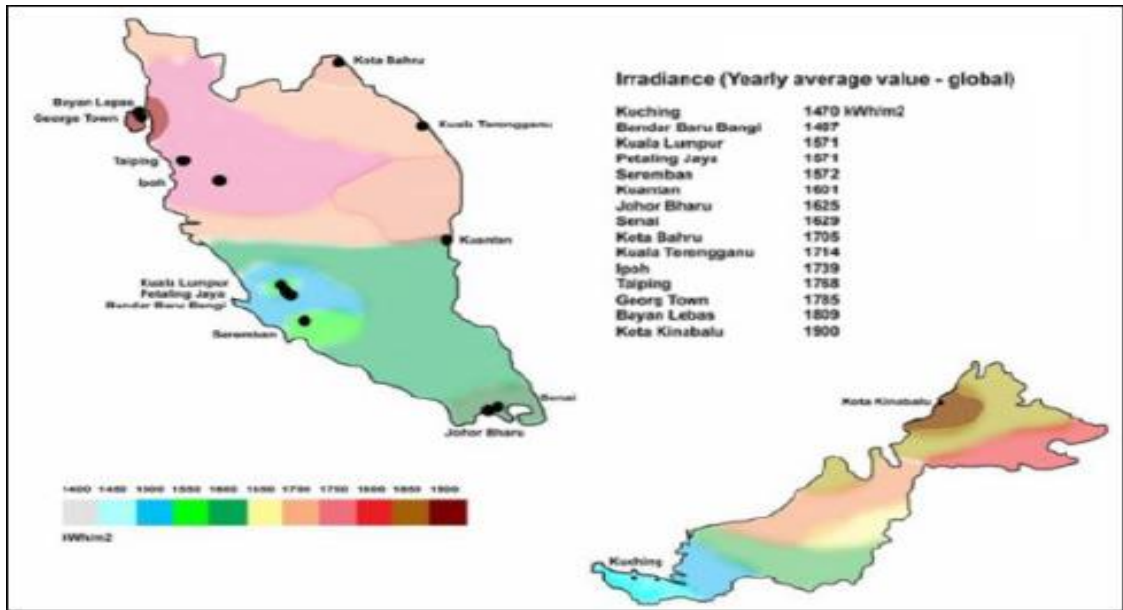 Kota Bahru
Bayan Lepas
George Town
Kuala Terengganu
Taiping
Ipoh
Kuantan
Kuala Lumpur
Petaling Jaya
Bandar Baru Bangi
Seremban
Senai
Johor Bharu
Irradiance (Yearly average value - global)
Kuching 1470 kWh/m2
Bandar Baru Bangi 1487
Kuala Lumpur 1571
Petaling Jaya 1571
Serembas 1572
Kuantan 1601
Johor Bharu 1625
Senai 1629
Kota Bahru 1705
Kuala Terengganu 1714
Ipoh 1739
Taiping 1768
Georg Town 1785
Bayan Lebas 1809
Kota Kinabalu 1900
Kota Kinabalu
1400 1450 1500 1550 1600 1650 1700 1750 1800 1850 1900
kWh/m2
Kuching